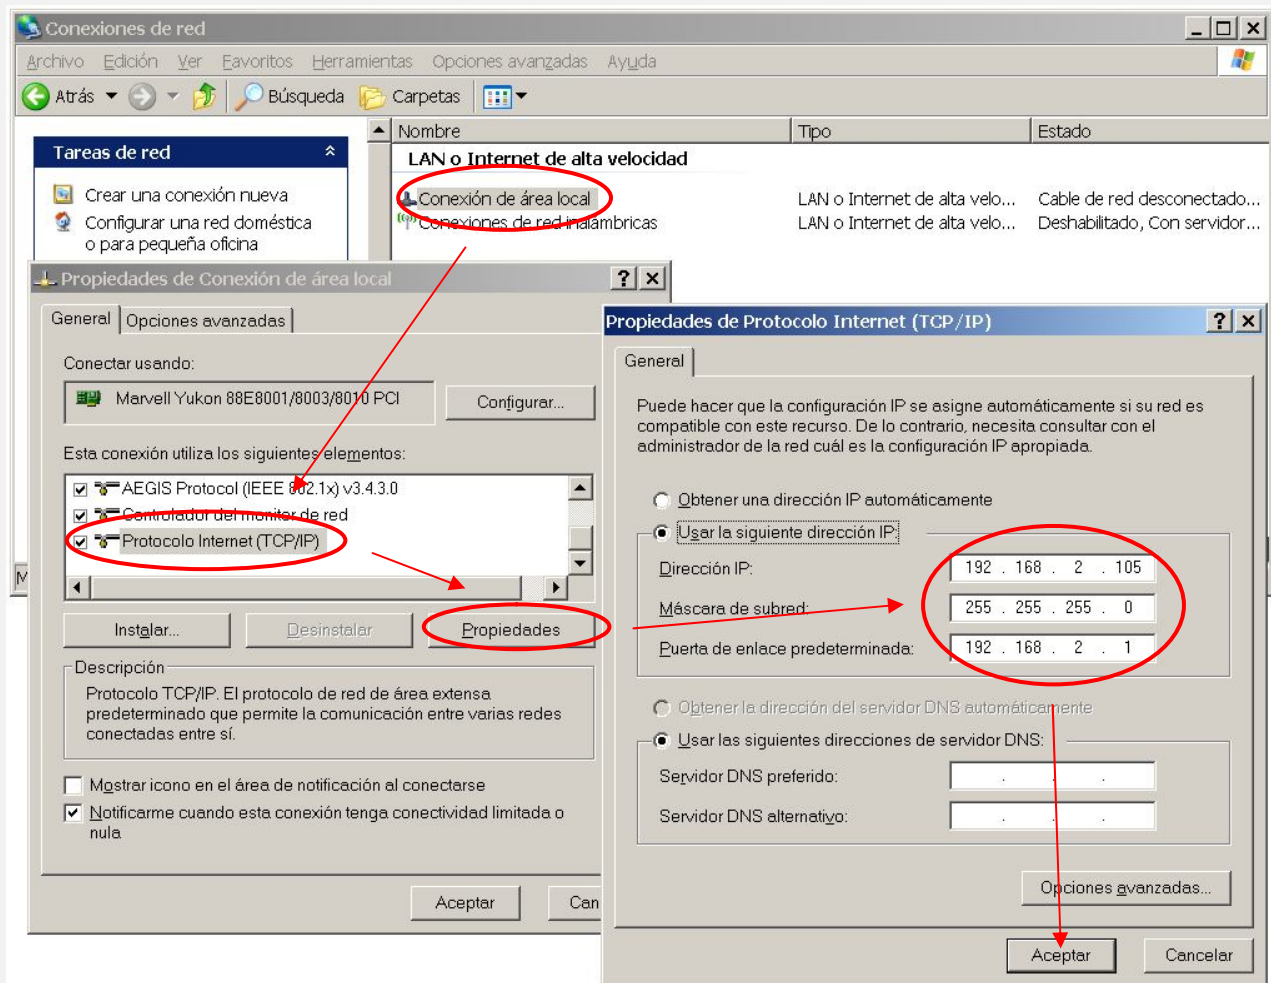 Conexiones de red
Archivo Edición Ver Favoritos Herramientas Opciones avanzadas Ayuda
Atrás Búsqueda Carpetas
Nombre Tipo Estado
Tareas de red
LAN o Internet de alta velocidad
Crear una conexión nueva
Configurar una red doméstica
o para pequeña oficina
Conexión de área local LAN o Internet de alta velo... Cable de red desconectado...
Conexiones de red inalámbricas LAN o Internet de alta velo... Deshabilitado, Con servidor...
Propiedades de Conexión de área local
General Opciones avanzadas
Conectar usando:
Marvell Yukon 88E8001/8003/8010 PCI Configurar...
Esta conexión utiliza los siguientes elementos:
AEGIS Protocol (IEEE 802.1x) v3.4.3.0
Controlador del monitor de red
Protocolo Internet (TCP/IP)
Instalar... Desinstalar Propiedades
Descripción
Protocolo TCP/IP. El protocolo de red de área extensa
predeterminado que permite la comunicación entre varias redes
conectadas entre sí.
Mostrar icono en el área de notificación al conectarse
Notificarme cuando esta conexión tenga conectividad limitada o
nula
Aceptar Can
Propiedades de Protocolo Internet (TCP/IP)
General
Puede hacer que la configuración IP se asigne automáticamente si su red es
compatible con este recurso. De lo contrario, necesita consultar con el
administrador de la red cuál es la configuración IP apropiada.
Obtener una dirección IP automáticamente
Usar la siguiente dirección IP:
Dirección IP: 192 . 168 . 2 . 105
Máscara de subred: 255 . 255 . 255 . 0
Puerta de enlace predeterminada: 192 . 168 . 2 . 1
Obtener la dirección del servidor DNS automáticamente
Usar las siguientes direcciones de servidor DNS:
Servidor DNS preferido: . . .
Servidor DNS alternativo: . . .
Opciones avanzadas...
Aceptar Cancelar